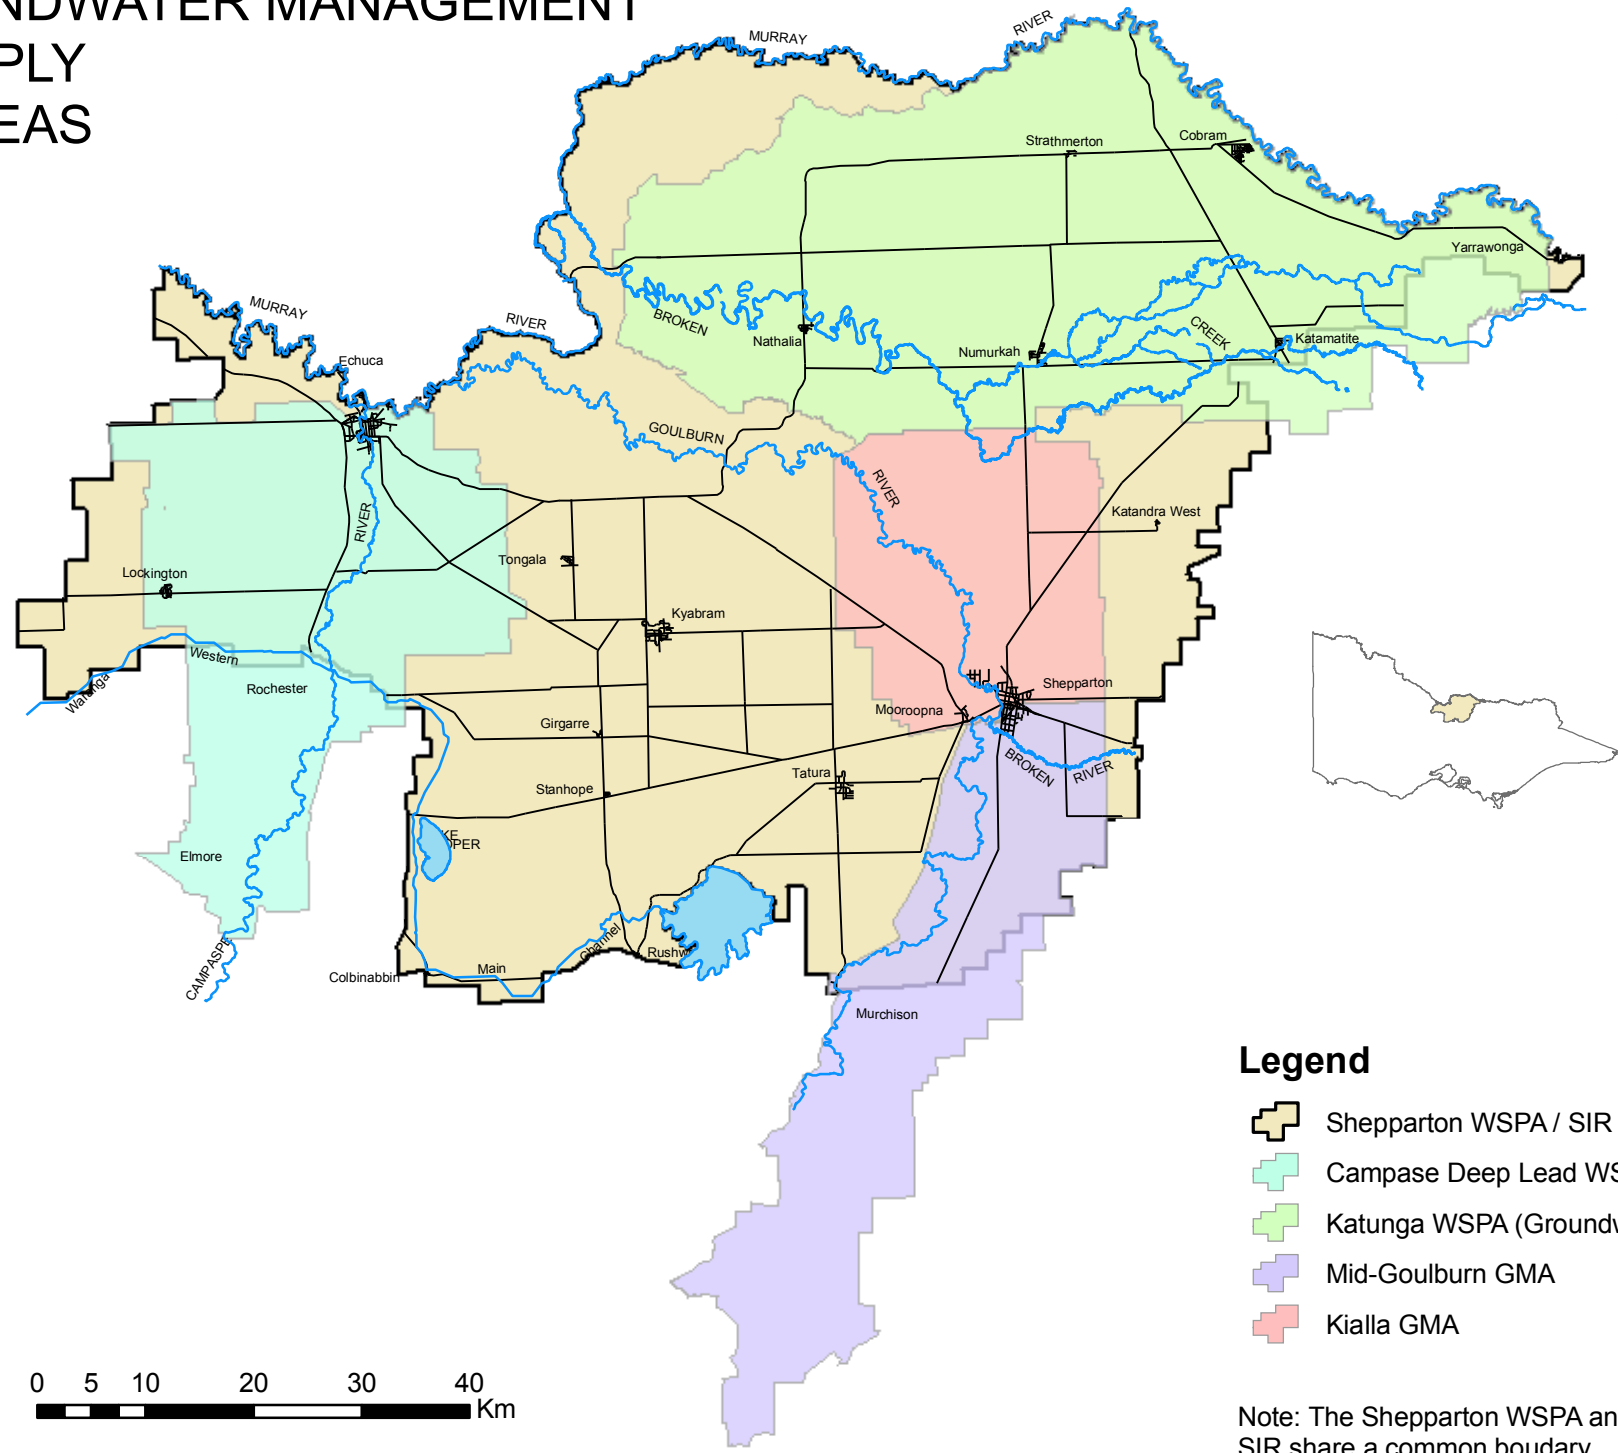 NDWATER MANAGEMENT
PLY
EAS
MURRAY
RIVER
Strathmerton
Cobram
Yarrawonga
MURRAY
RIVER
BROKEN
Nathalia
Numurkah
CREEK
Katamatite
Echuca
GOULBURN
RIVER
RIVER
Katandra West
Tongala
Lockington
Kyabram
Western
Waranga
Rochester
Shepparton
Mooroopna
Girgarre
BROKEN
RIVER
Tatura
Stanhope
KE
PER
Elmore
CAMPASPE
Channel
Rushw
Main
Colbinabbin
Murchison
Legend
Shepparton WSPA / SIR
Campase Deep Lead WS
Katunga WSPA (Groundw
Mid-Goulburn GMA
Kialla GMA
0 5 10 20 30 40
Km
Note: The Shepparton WSPA an
SIR share a common boudary